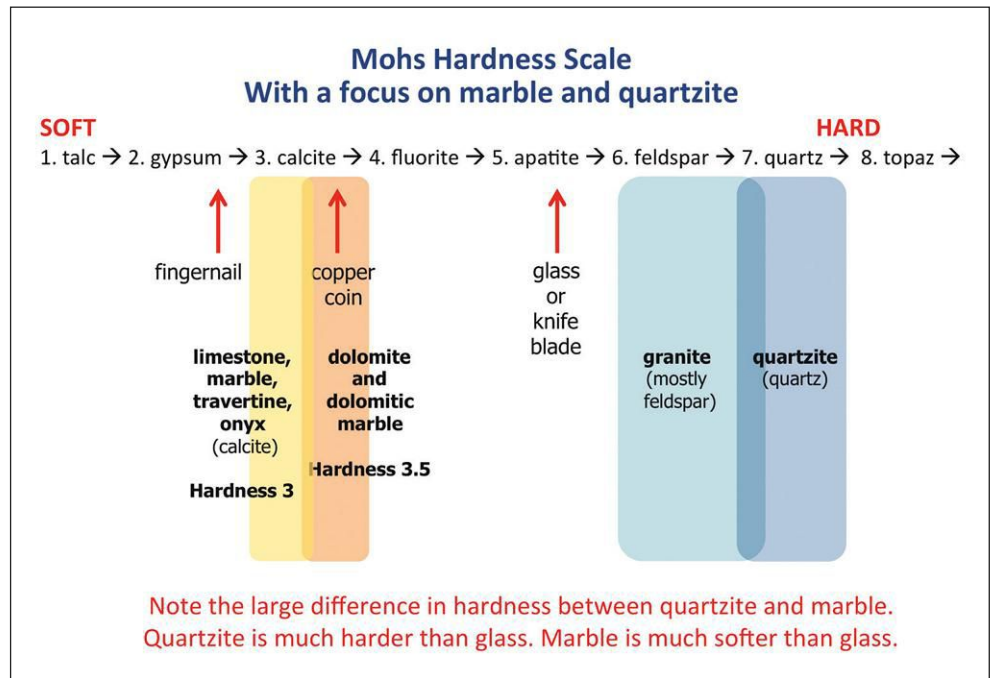 Mohs Hardness Scale
With a focus on marble and quartzite
SOFT
HARD
1. talc → 2. gypsum → 3. calcite → 4. fluorite → 5. apatite → 6. feldspar → 7. quartz → 8. topaz →
fingernail
copper
coin
glass
or
knife
blade
limestone,
marble,
travertine,
onyx
(calcite)
Hardness 3
dolomite
and
dolomitic
marble
Hardness 3.5
granite
(mostly
feldspar)
quartzite
(quartz)
Note the large difference in hardness between quartzite and marble.
Quartzite is much harder than glass. Marble is much softer than glass.